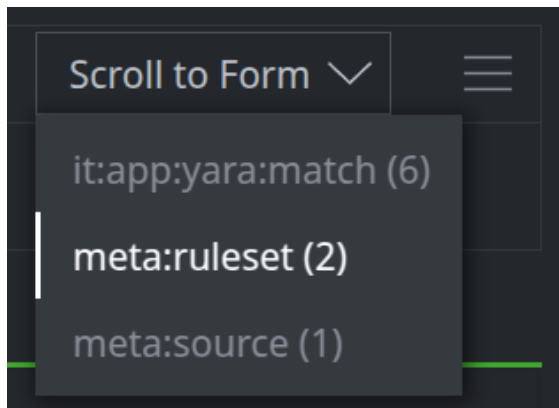 Scroll to Form
it:app:yara:match (6)
meta:ruleset (2)
meta:source (1)